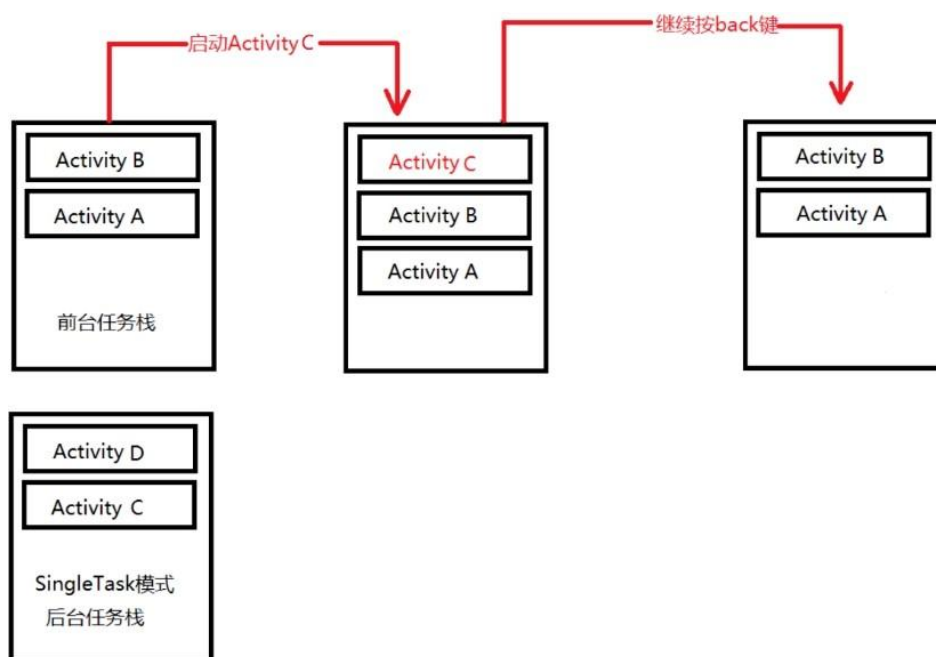 启动Activity C
继续按back键
Activity B
Activity A
前台任务栈
Activity C
Activity B
Activity A
Activity B
Activity A
Activity D
Activity C
SingleTask模式
后台任务栈